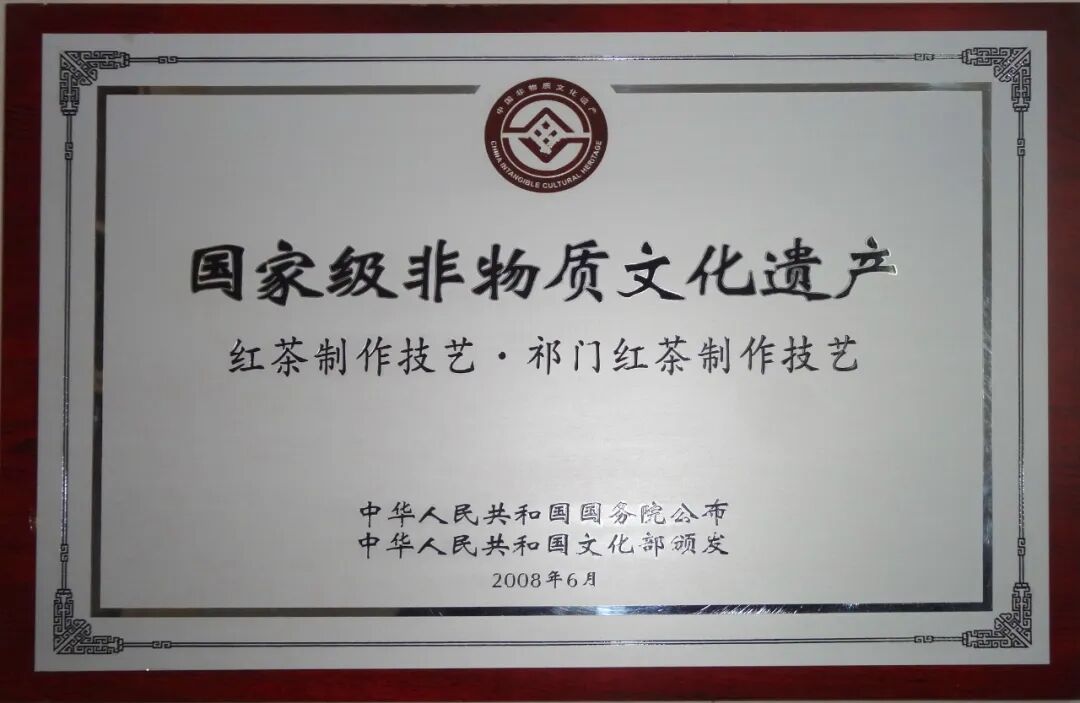 中国非物质文化遗产
CHINA INTANGIBLE CULTURAL HERITAGE
国家级非物质文化遗产
红茶制作技艺·祁门红茶制作技艺
中华人民共和国国务院公布
中华人民共和国文化部颁发
2008年6月